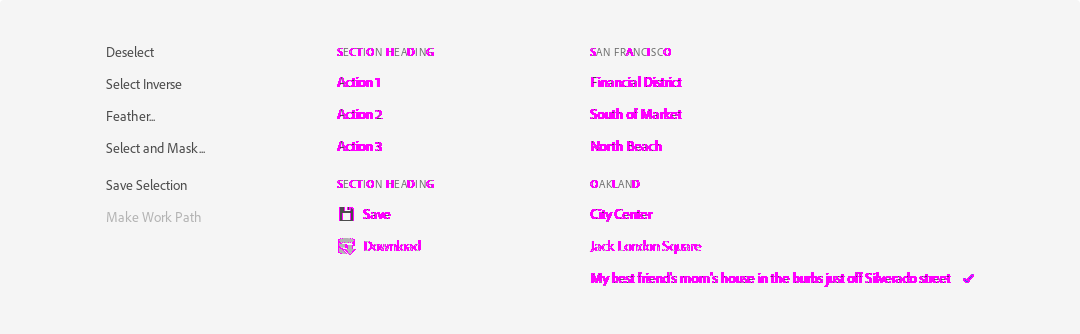 Deselect
Select Inverse
Feather...
Select and Mask...
Save Selection
Make Work Path
SECTION HEADING
Action 1
Action 2
Action 3
SECTION HEADING
Save
Download
SAN FRANCISCO
Financial District
South of Market
North Beach
OAKLAND
City Center
Jack London Square
My best friend's mom's house in the burbs just off Silverado street